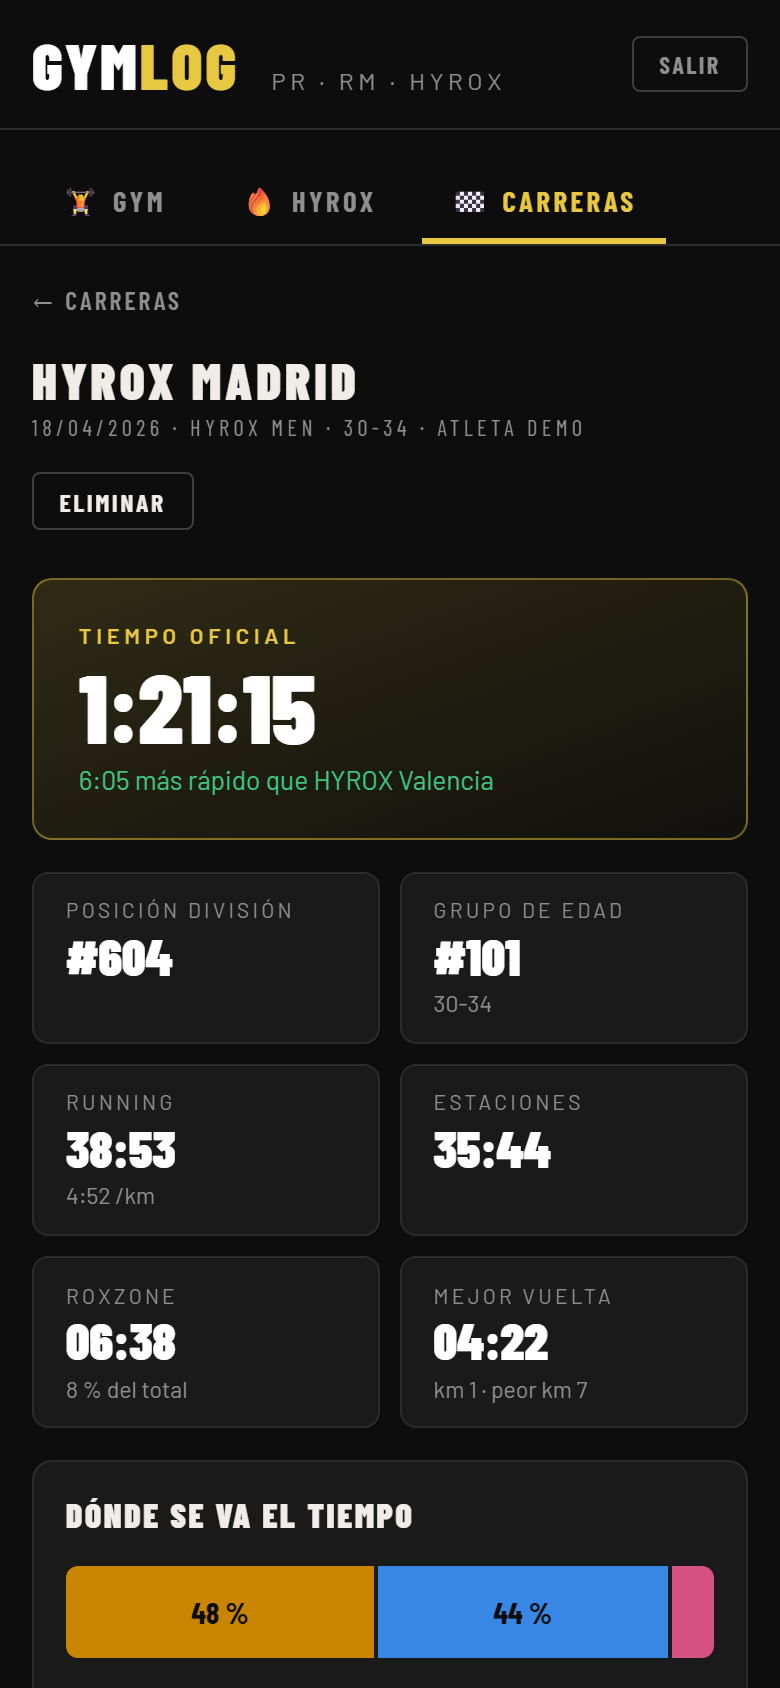 GYMLOG PR · RM · HYROX SALIR
GYM HYROX CARRERAS
← CARRERAS
HYROX MADRID
18/04/2026 · HYROX MEN · 30-34 · ATLETA DEMO
ELIMINAR
TIEMPO OFICIAL
1:21:15
6:05 más rápido que HYROX Valencia
POSICIÓN DIVISIÓN
#604
GRUPO DE EDAD
#101
30-34
RUNNING
38:53
4:52 /km
ESTACIONES
35:44
ROXZONE
06:38
8 % del total
MEJOR VUELTA
04:22
km 1 · peor km 7
DÓNDE SE VA EL TIEMPO
48 % 44 %